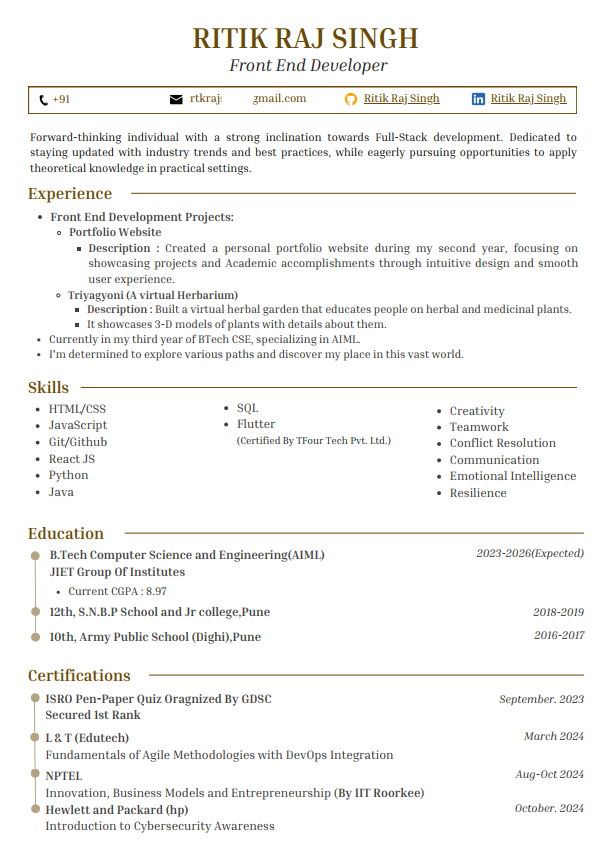 RITIK RAJ SINGH
Front End Developer
+91 rtkraj gmail.com Ritik Raj Singh Ritik Raj Singh
Forward-thinking individual with a strong inclination towards Full-Stack development. Dedicated to
staying updated with industry trends and best practices, while eagerly pursuing opportunities to apply
theoretical knowledge in practical settings.
Experience
Front End Development Projects:
Portfolio Website
Description : Created a personal portfolio website during my second year, focusing on
showcasing projects and Academic accomplishments through intuitive design and smooth
user experience.
Triyagyoni (A virtual Herbarium)
Description : Built a virtual herbal garden that educates people on herbal and medicinal plants.
It showcases 3-D models of plants with details about them.
Currently in my third year of BTech CSE, specializing in AIML.
I'm determined to explore various paths and discover my place in this vast world.
Skills
HTML/CSS
JavaScript
Git/Github
React JS
Python
Java
SQL
Flutter
(Certified By TFour Tech Pvt. Ltd.)
Creativity
Teamwork
Conflict Resolution
Communication
Emotional Intelligence
Resilience
Education
B.Tech Computer Science and Engineering(AIML) 2023-2026(Expected)
JIET Group Of Institutes
Current CGPA : 8.97
12th, S.N.B.P School and Jr college,Pune 2018-2019
10th, Army Public School (Dighi),Pune 2016-2017
Certifications
ISRO Pen-Paper Quiz Oragnized By GDSC September. 2023
Secured 1st Rank
L & T (Edutech) March 2024
Fundamentals of Agile Methodologies with DevOps Integration
NPTEL Aug-Oct 2024
Innovation, Business Models and Entrepreneurship (By IIT Roorkee)
Hewlett and Packard (hp) October. 2024
Introduction to Cybersecurity Awareness